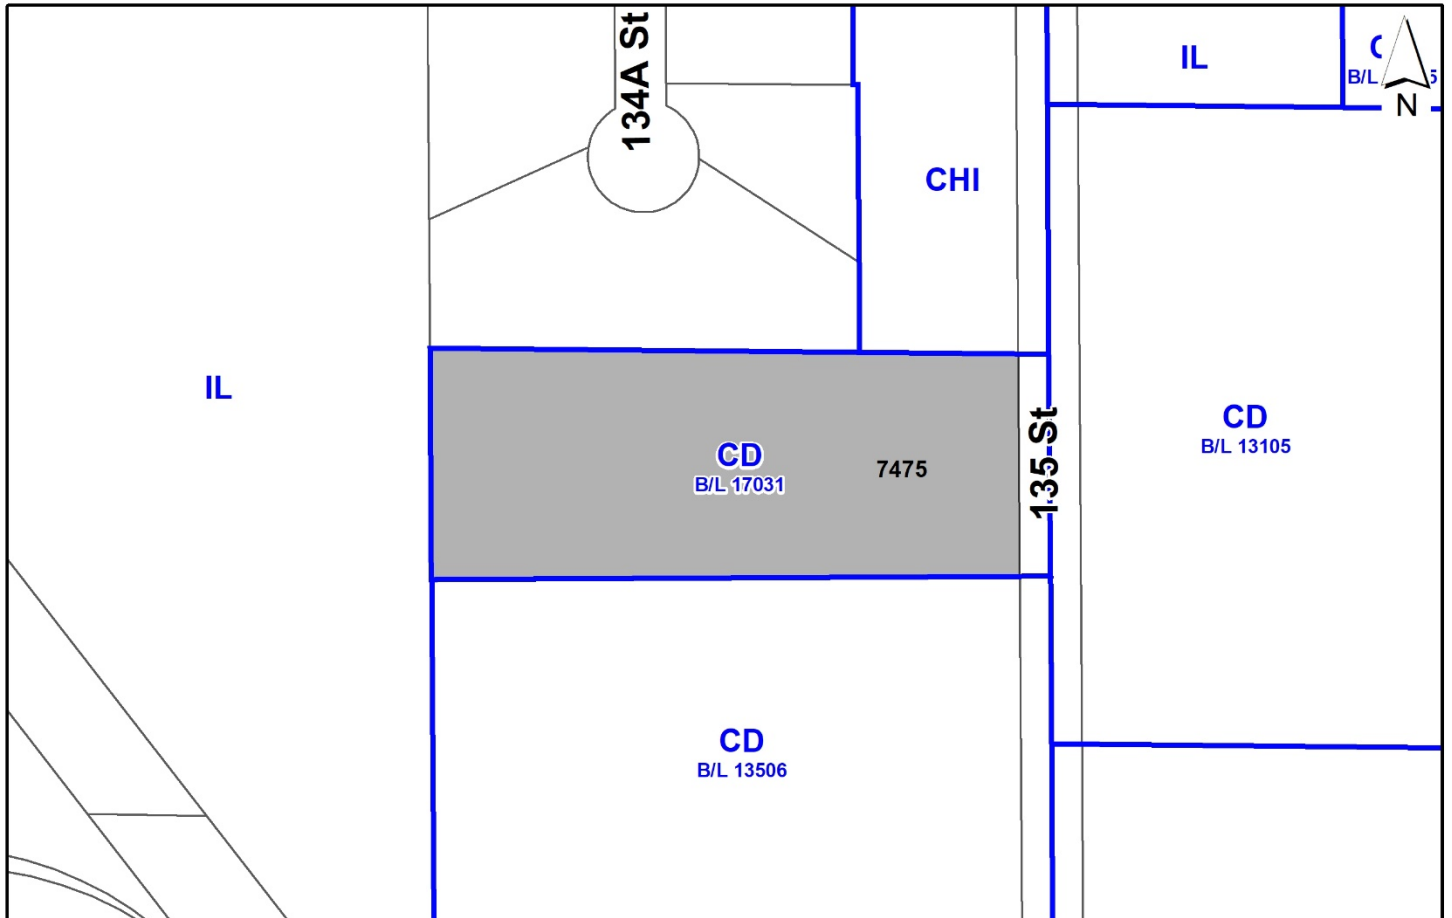 134A St
IL
B/L
N
CHI
IL
CD
B/L 17031
7475
135 St
CD
B/L 13105
CD
B/L 13506